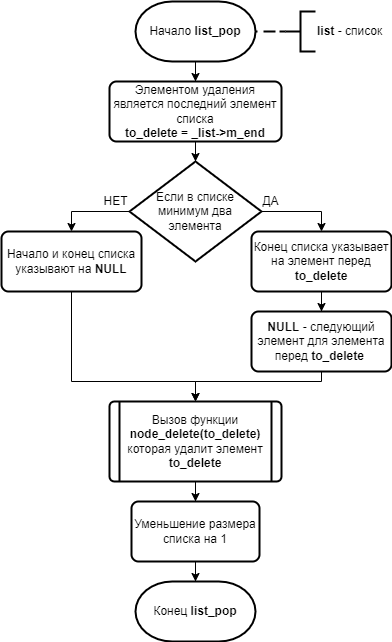 Начало list_pop
list - список
Элементом удаления
является последний элемент
списка
to_delete = _list->m_end
НЕТ
Если в списке
минимум два
элемента
ДА
Начало и конец списка
указывают на NULL
Конец списка указывает
на элемент перед
to_delete
NULL - следующий
элемент для элемента
перед to_delete
Вызов функции
node_delete(to_delete)
которая удалит элемент
to_delete
Уменьшение размера
списка на 1
Конец list_pop